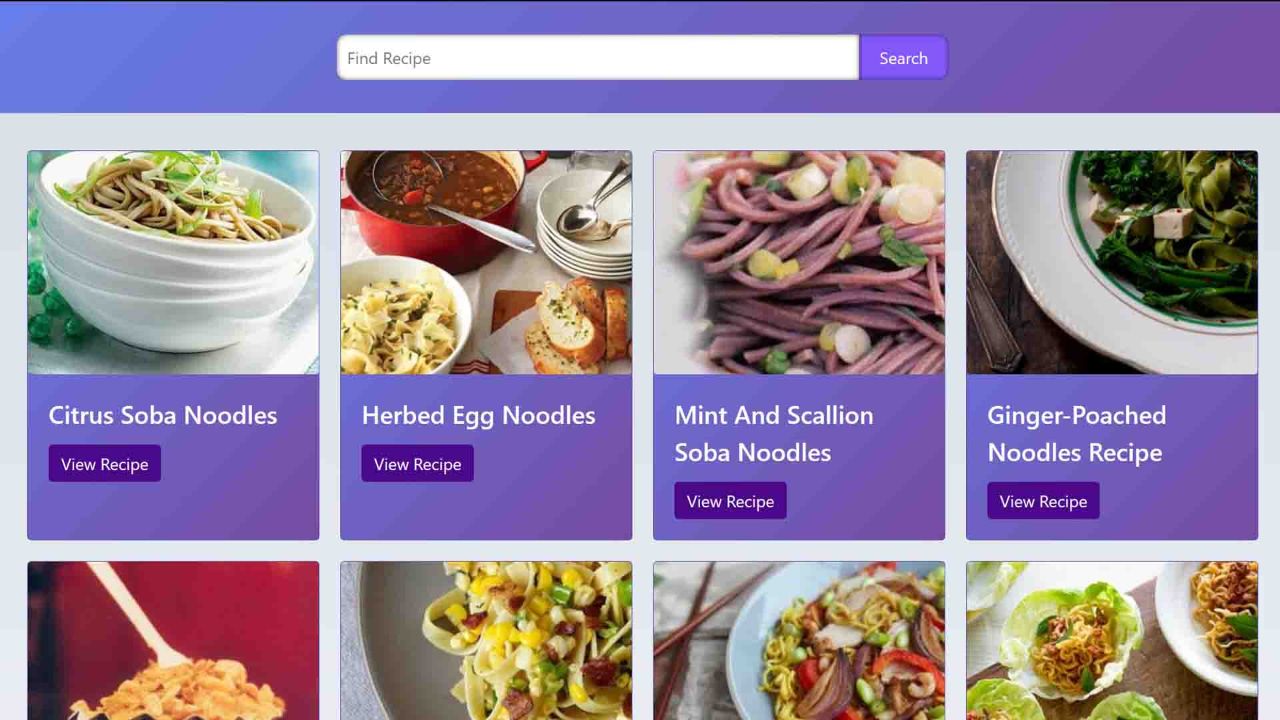 Find Recipe
Search
Citrus Soba Noodles
View Recipe
Herbed Egg Noodles
View Recipe
Mint And Scallion
Soba Noodles
View Recipe
Ginger-Poached
Noodles Recipe
View Recipe